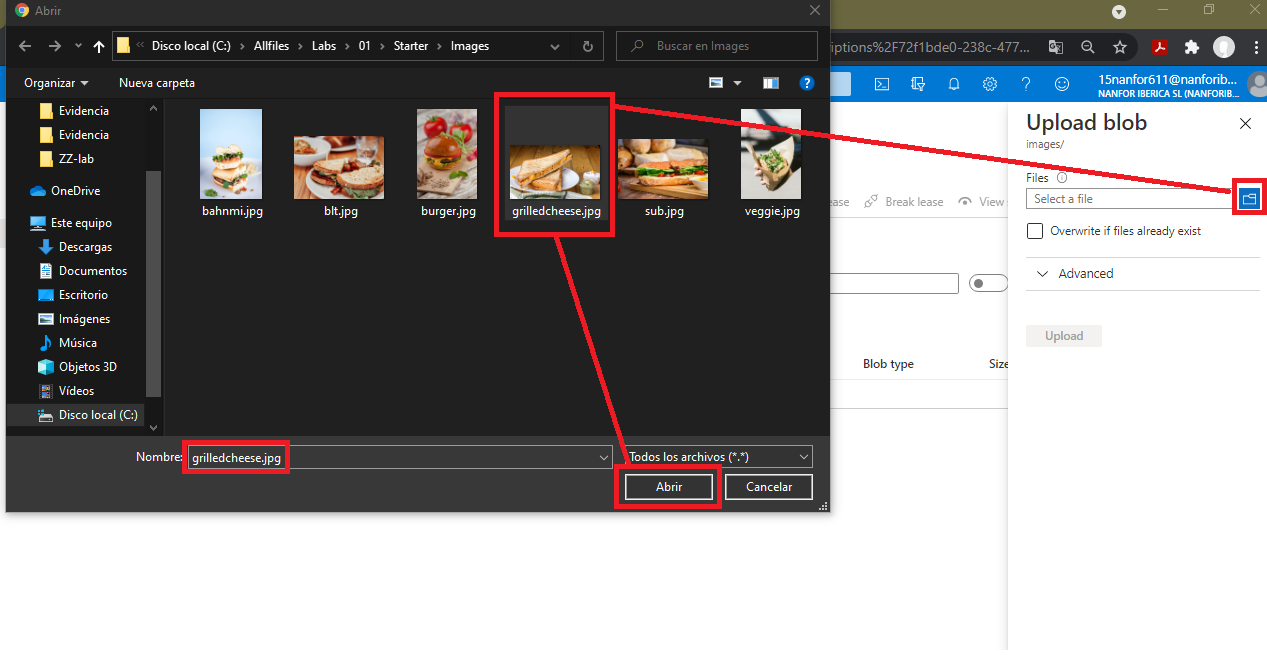 Abrir
Disco local (C:) > Allfiles > Labs > 01 > Starter > Images
Buscar en Images
iptions%2F72f1bde0-238c-477...
Organizar
Nueva carpeta
15nanfor611@nanforib...
NANFOR IBERICA SL (NANFORIB...
Evidencia
Evidencia
ZZ-lab
OneDrive
Este equipo
Descargas
Documentos
Escritorio
Imágenes
Música
Objetos 3D
Vídeos
Disco local (C:)
bahnmi.jpg
blt.jpg
burger.jpg
grilledcheese.jpg
sub.jpg
veggie.jpg
Nombre:
grilledcheese.jpg
Todos los archivos (*.*)
Abrir
Cancelar
ease
Break lease
View
Blob type
Size
Upload blob
images/
Files
Select a file
Overwrite if files already exist
Advanced
Upload